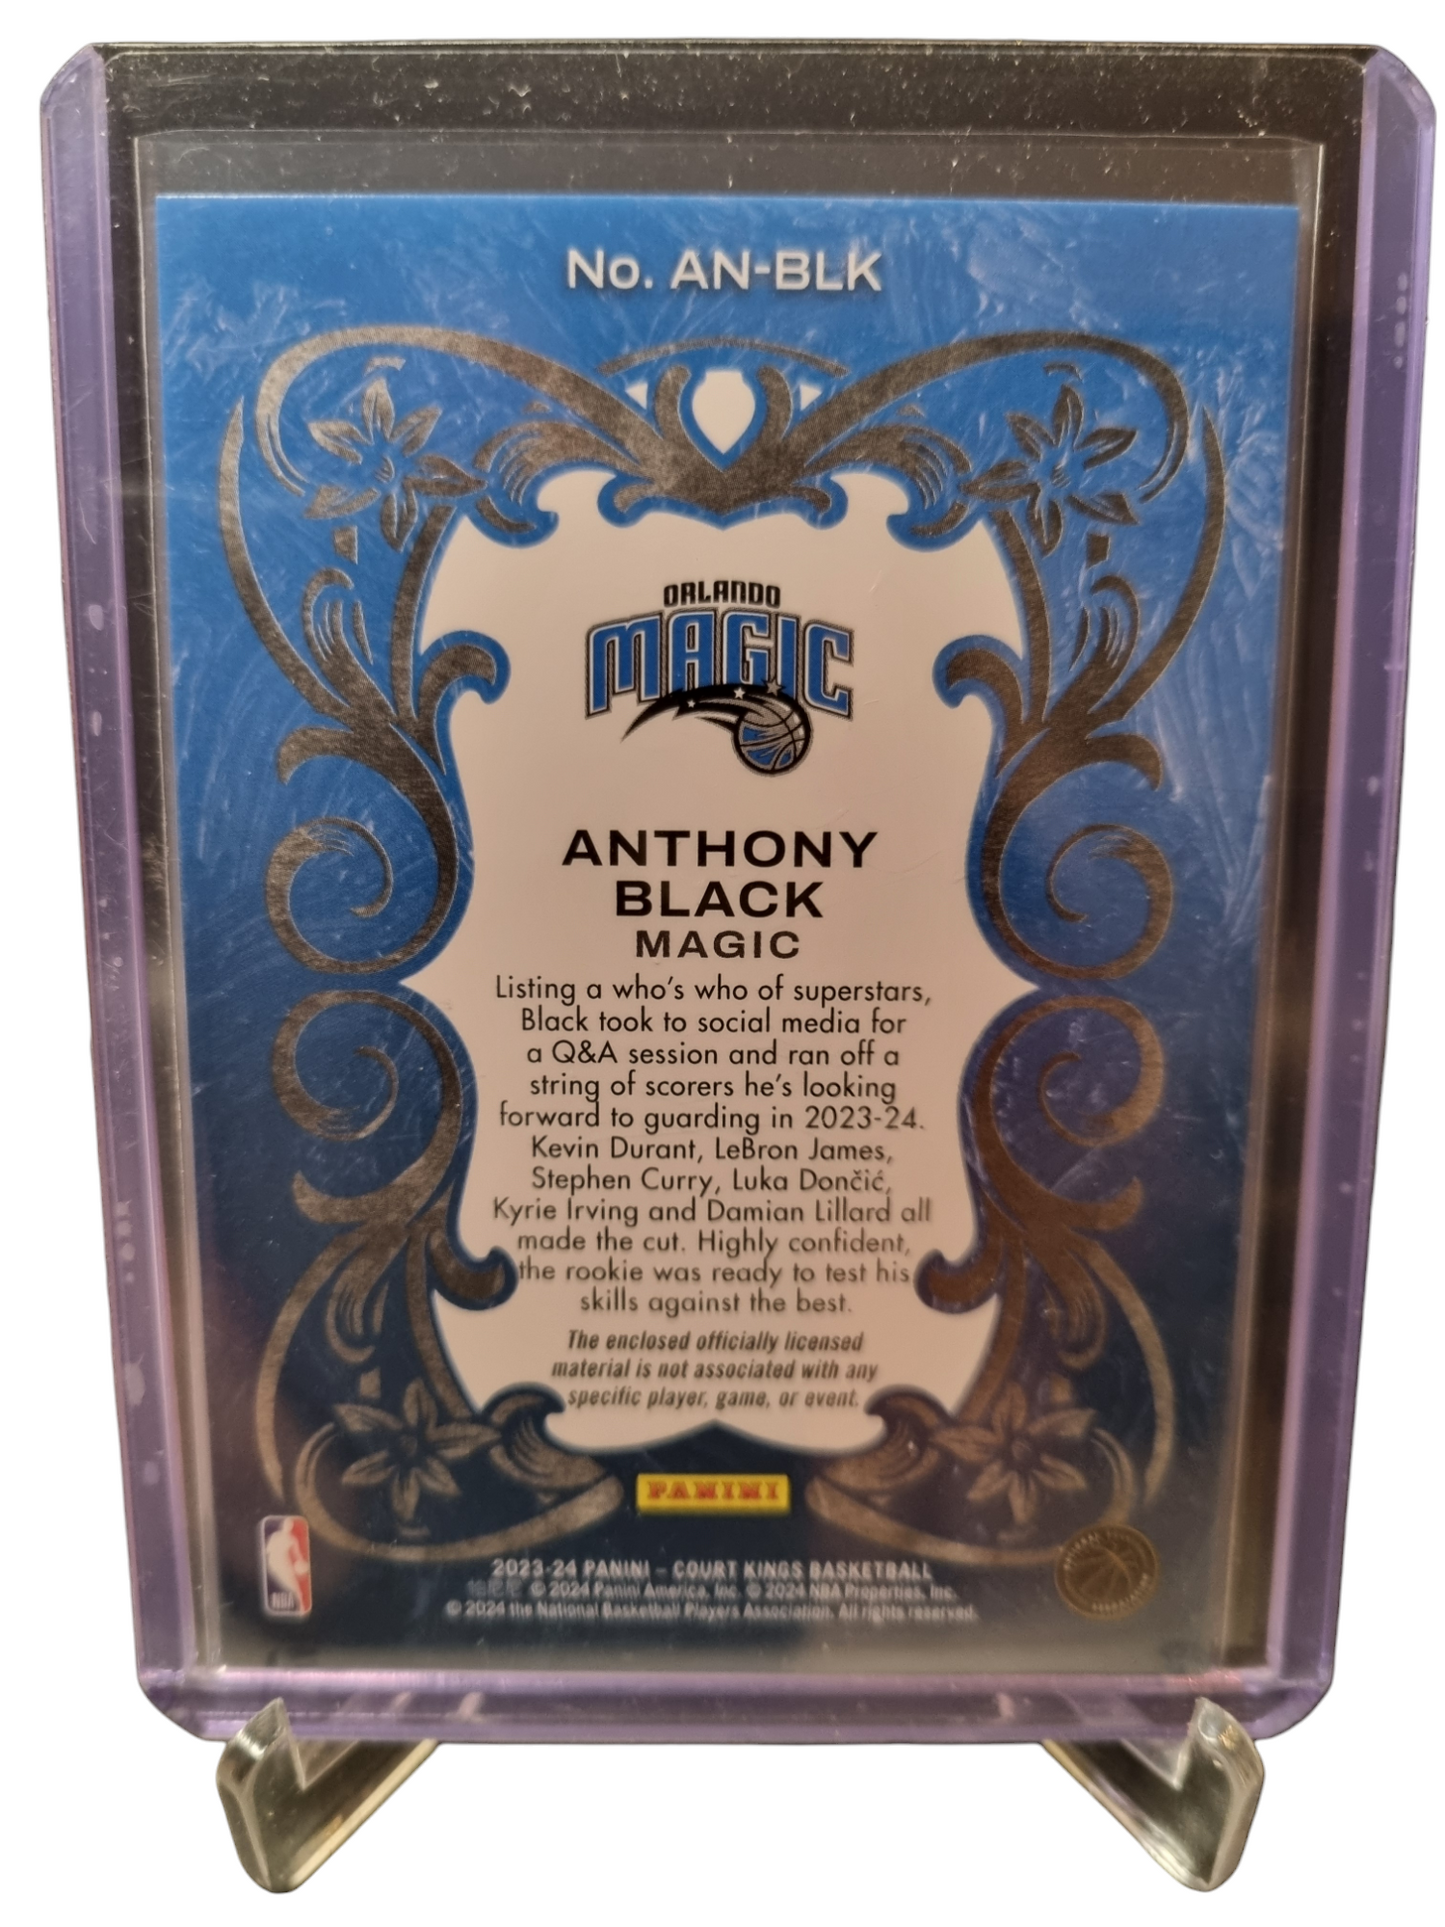 No. AN-BLK
ORLANDO
MAGIC
ANTHONY
BLACK
MAGIC
Listing a who's who of superstars,
Black took to social media for
a Q&A session and ran off a
string of scorers he's looking
forward to guarding in 2023-24.
Kevin Durant, LeBron James,
Stephen Curry, Luka Dončić,
Kyrie Irving and Damian Lillard all
made the cut. Highly confident,
the rookie was ready to test his
skills against the best.
The enclosed officially licensed
material is not associated with any
specific player, game, or event.
PANINI
2023-24 PANINI – COURT KINGS BASKETBALL
© 2024 Panini America, Inc. © 2024 NBA Properties, Inc.
© 2024 the National Basketball Players Association. All rights reserved.
NBA